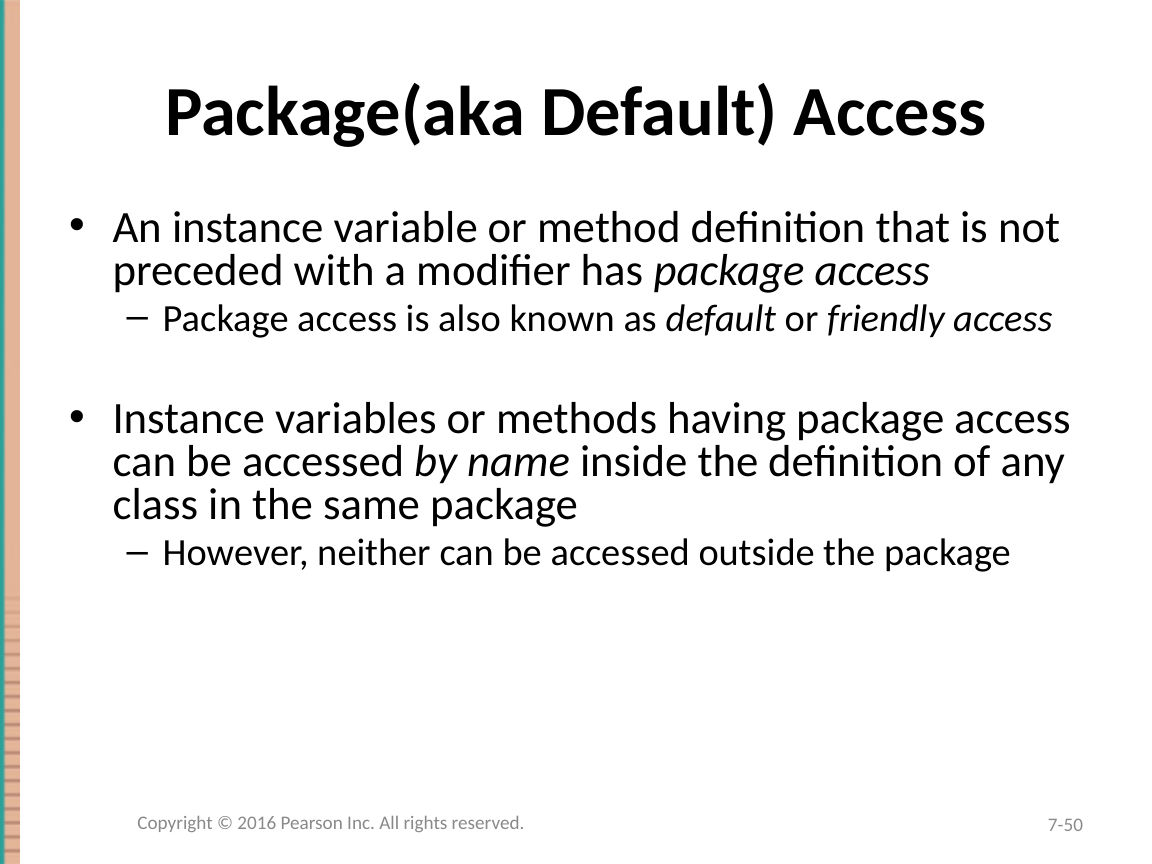 Package(aka Default) Access
• An instance variable or method definition that is not
preceded with a modifier has package access
– Package access is also known as default or friendly access
• Instance variables or methods having package access
can be accessed by name inside the definition of any
class in the same package
– However, neither can be accessed outside the package
Copyright © 2016 Pearson Inc. All rights reserved.
7-50